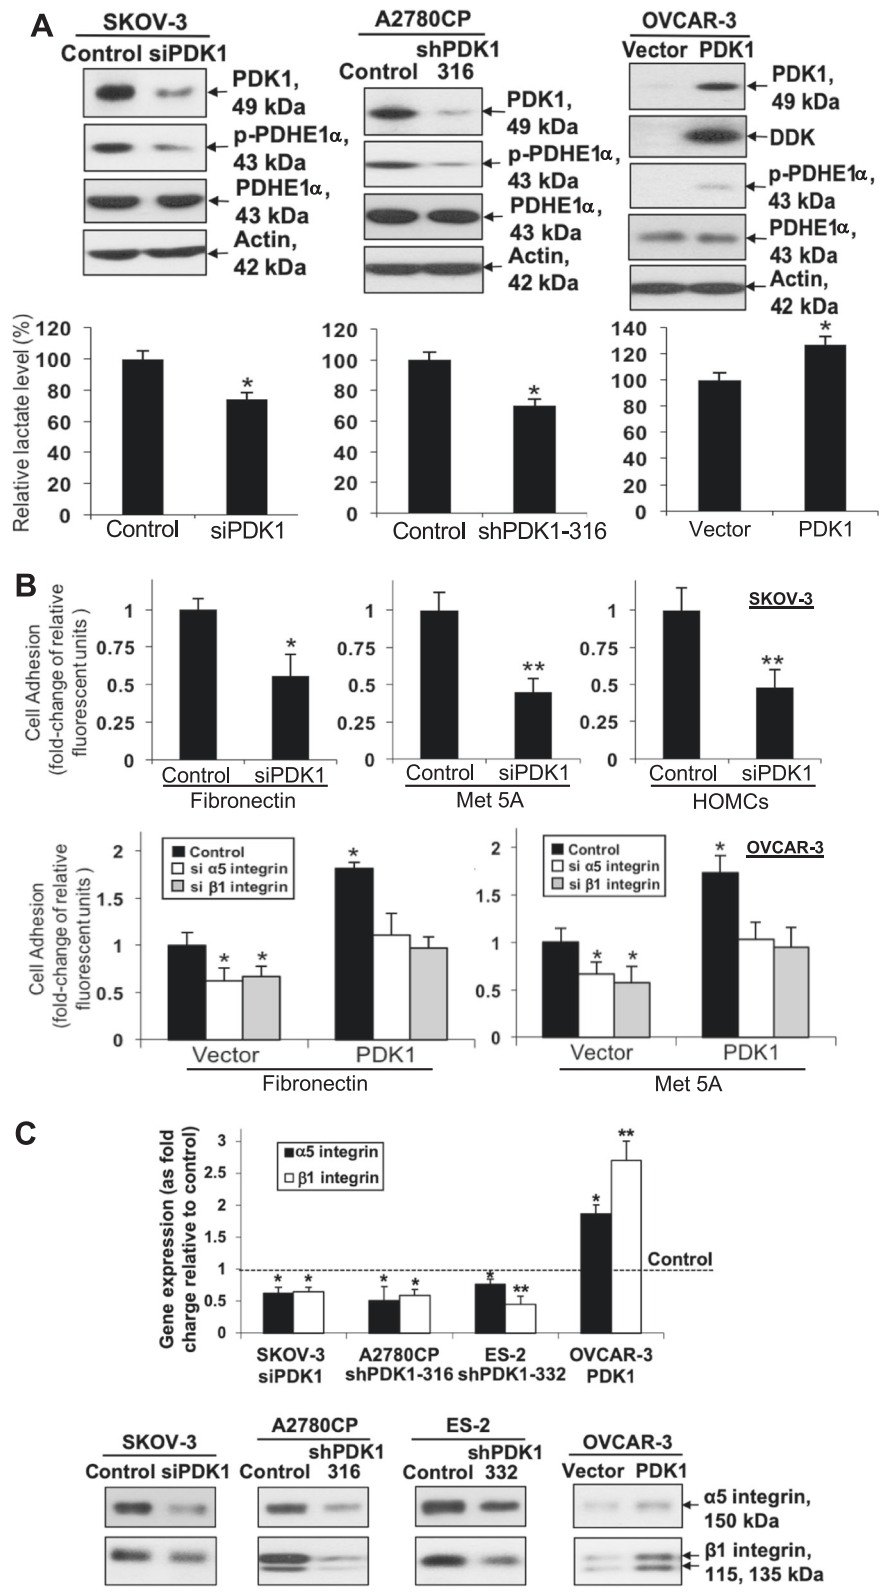 A
SKOV-3
Control siPDK1
PDK1,
49 kDa
p-PDHE1α,
43 kDa
PDHE1α,
43 kDa
Actin,
42 kDa
A2780CP
shPDK1
Control 316
PDK1,
49 kDa
p-PDHE1α,
43 kDa
PDHE1α,
43 kDa
Actin,
42 kDa
OVCAR-3
Vector PDK1
PDK1,
49 kDa
DDK
p-PDHE1α,
43 kDa
PDHE1α,
43 kDa
Actin,
42 kDa
Relative lactate level (%)
120
100
80
60
40
20
0
*
Control siPDK1
120
100
80
60
40
20
0
*
Control shPDK1-316
140
120
100
80
60
40
20
0
*
Vector PDK1
B
Cell Adhesion
(fold-change of relative
fluorescent units )
1
0.75
0.5
0.25
0
*
Control siPDK1
Fibronectin
1
0.75
0.5
0.25
0
**
Control siPDK1
Met 5A
SKOV-3
1
0.75
0.5
0.25
0
**
Control siPDK1
HOMCs
Cell Adhesion
(fold-change of relative
fluorescent units )
2
1.5
1
0.5
0
Control
si α5 integrin
si β1 integrin
* * *
Vector PDK1
Fibronectin
2
1.5
1
0.5
0
Control
si α5 integrin
si β1 integrin
OVCAR-3
* * *
Vector PDK1
Met 5A
C
Gene expression (as fold
charge relative to control)
3
2.5
2
1.5
1
0.5
0
α5 integrin
β1 integrin
Control
* * * * * ** * **
SKOV-3
siPDK1
A2780CP
shPDK1-316
ES-2
shPDK1-332
OVCAR-3
PDK1
SKOV-3
Control siPDK1
A2780CP
shPDK1
Control 316
ES-2
shPDK1
Control 332
OVCAR-3
Vector PDK1
α5 integrin,
150 kDa
β1 integrin,
115, 135 kDa